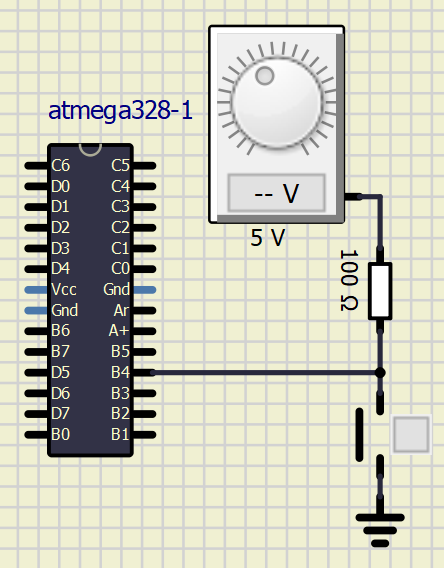 atmega328-1
C6 C5
D0 C4
D1 C3
D2 C2
D3 C1
D4 C0
Vcc Gnd
Gnd Ar
B6 A+
B7 B5
D5 B4
D6 B3
D7 B2
B0 B1
-- V
5 V
100 Ω